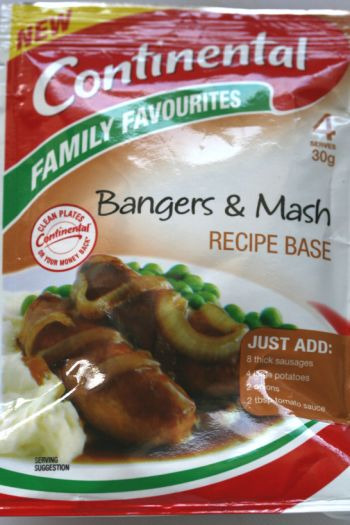 NEW
Continental
FAMILY FAVOURITES
4
SERVES
30g
Bangers & Mash
RECIPE BASE
CLEAN PLATES
Continental
OR YOUR MONEY BACK*
JUST ADD:
8 thick sausages
4 potatoes
2 onions
2 tbsp tomato sauce
SERVING
SUGGESTION